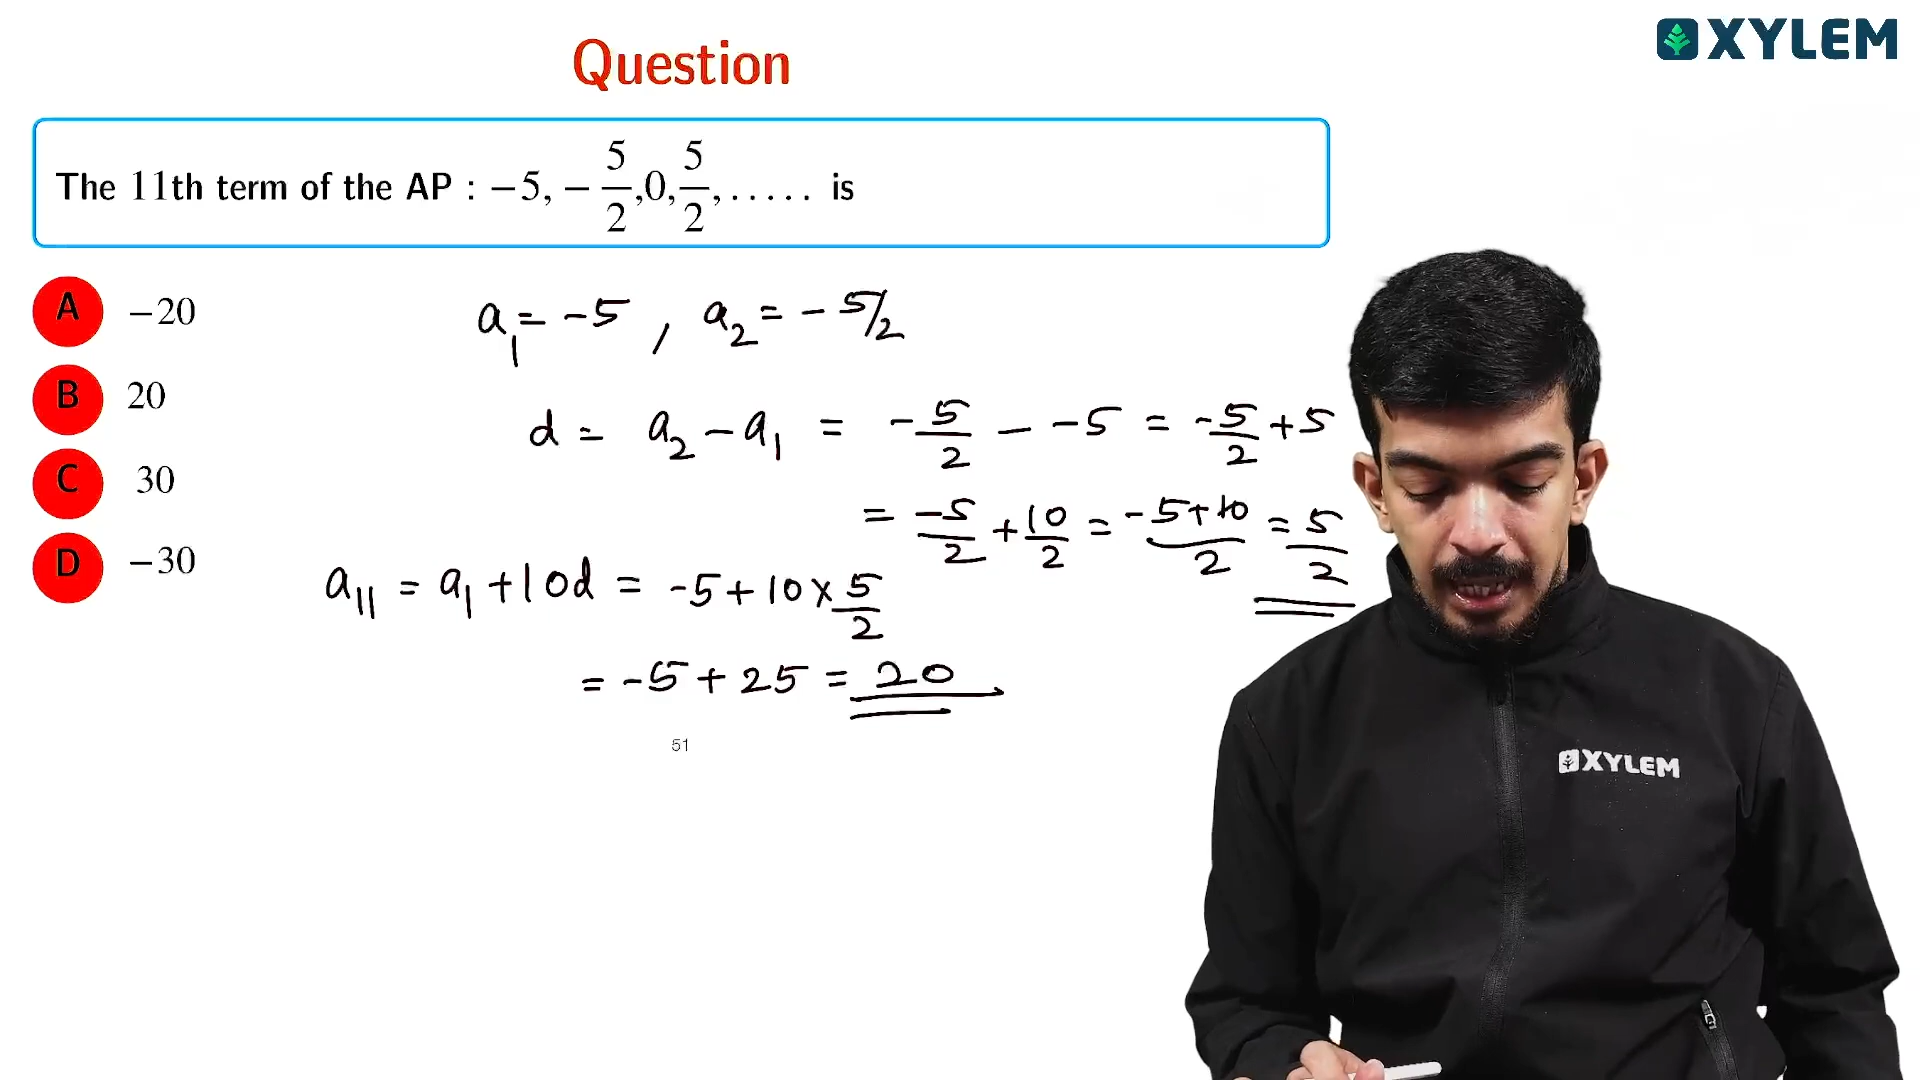 XYLEM
Question
The 11th term of the AP : −5, −5/2, 0, 5/2, ..... is
A −20
B 20
C 30
D −30
a₁ = -5 , a₂ = -5/2
d = a₂ - a₁ = -5/2 - -5 = -5/2 + 5
= -5/2 + 10/2 = (-5+10)/2 = 5/2
a₁₁ = a₁ + 10d = -5 + 10 × 5/2
= -5 + 25 = 20
51
XYLEM